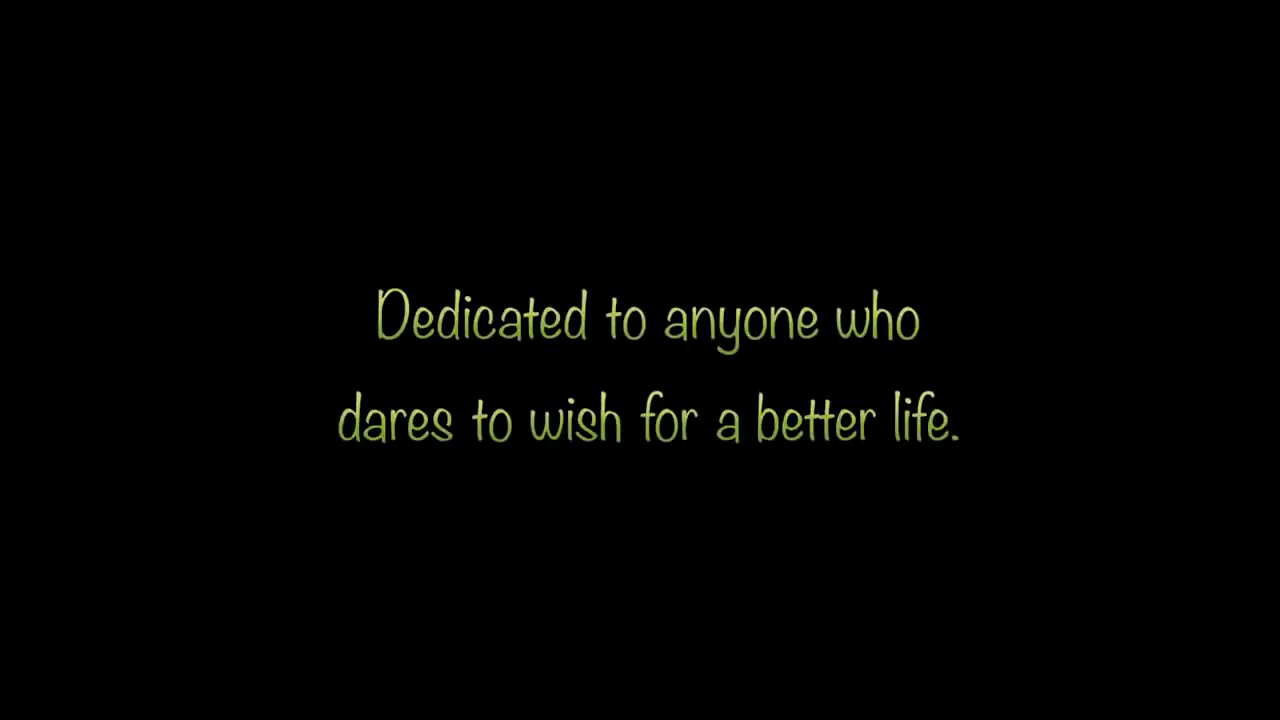 Dedicated to anyone who
dares to wish for a better life.